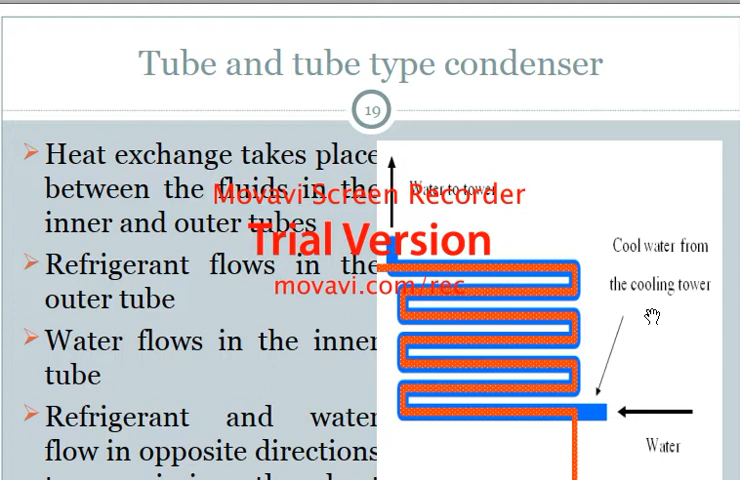 Tube and tube type condenser
19
Heat exchange takes place
between the fluids in the
inner and outer tubes
Refrigerant flows in the
outer tube
Water flows in the inner
tube
Refrigerant and water
flow in opposite directions
Water to tower
Cool water from
the cooling tower
Water
Movavi Screen Recorder
Trial Version
movavi.com/rec